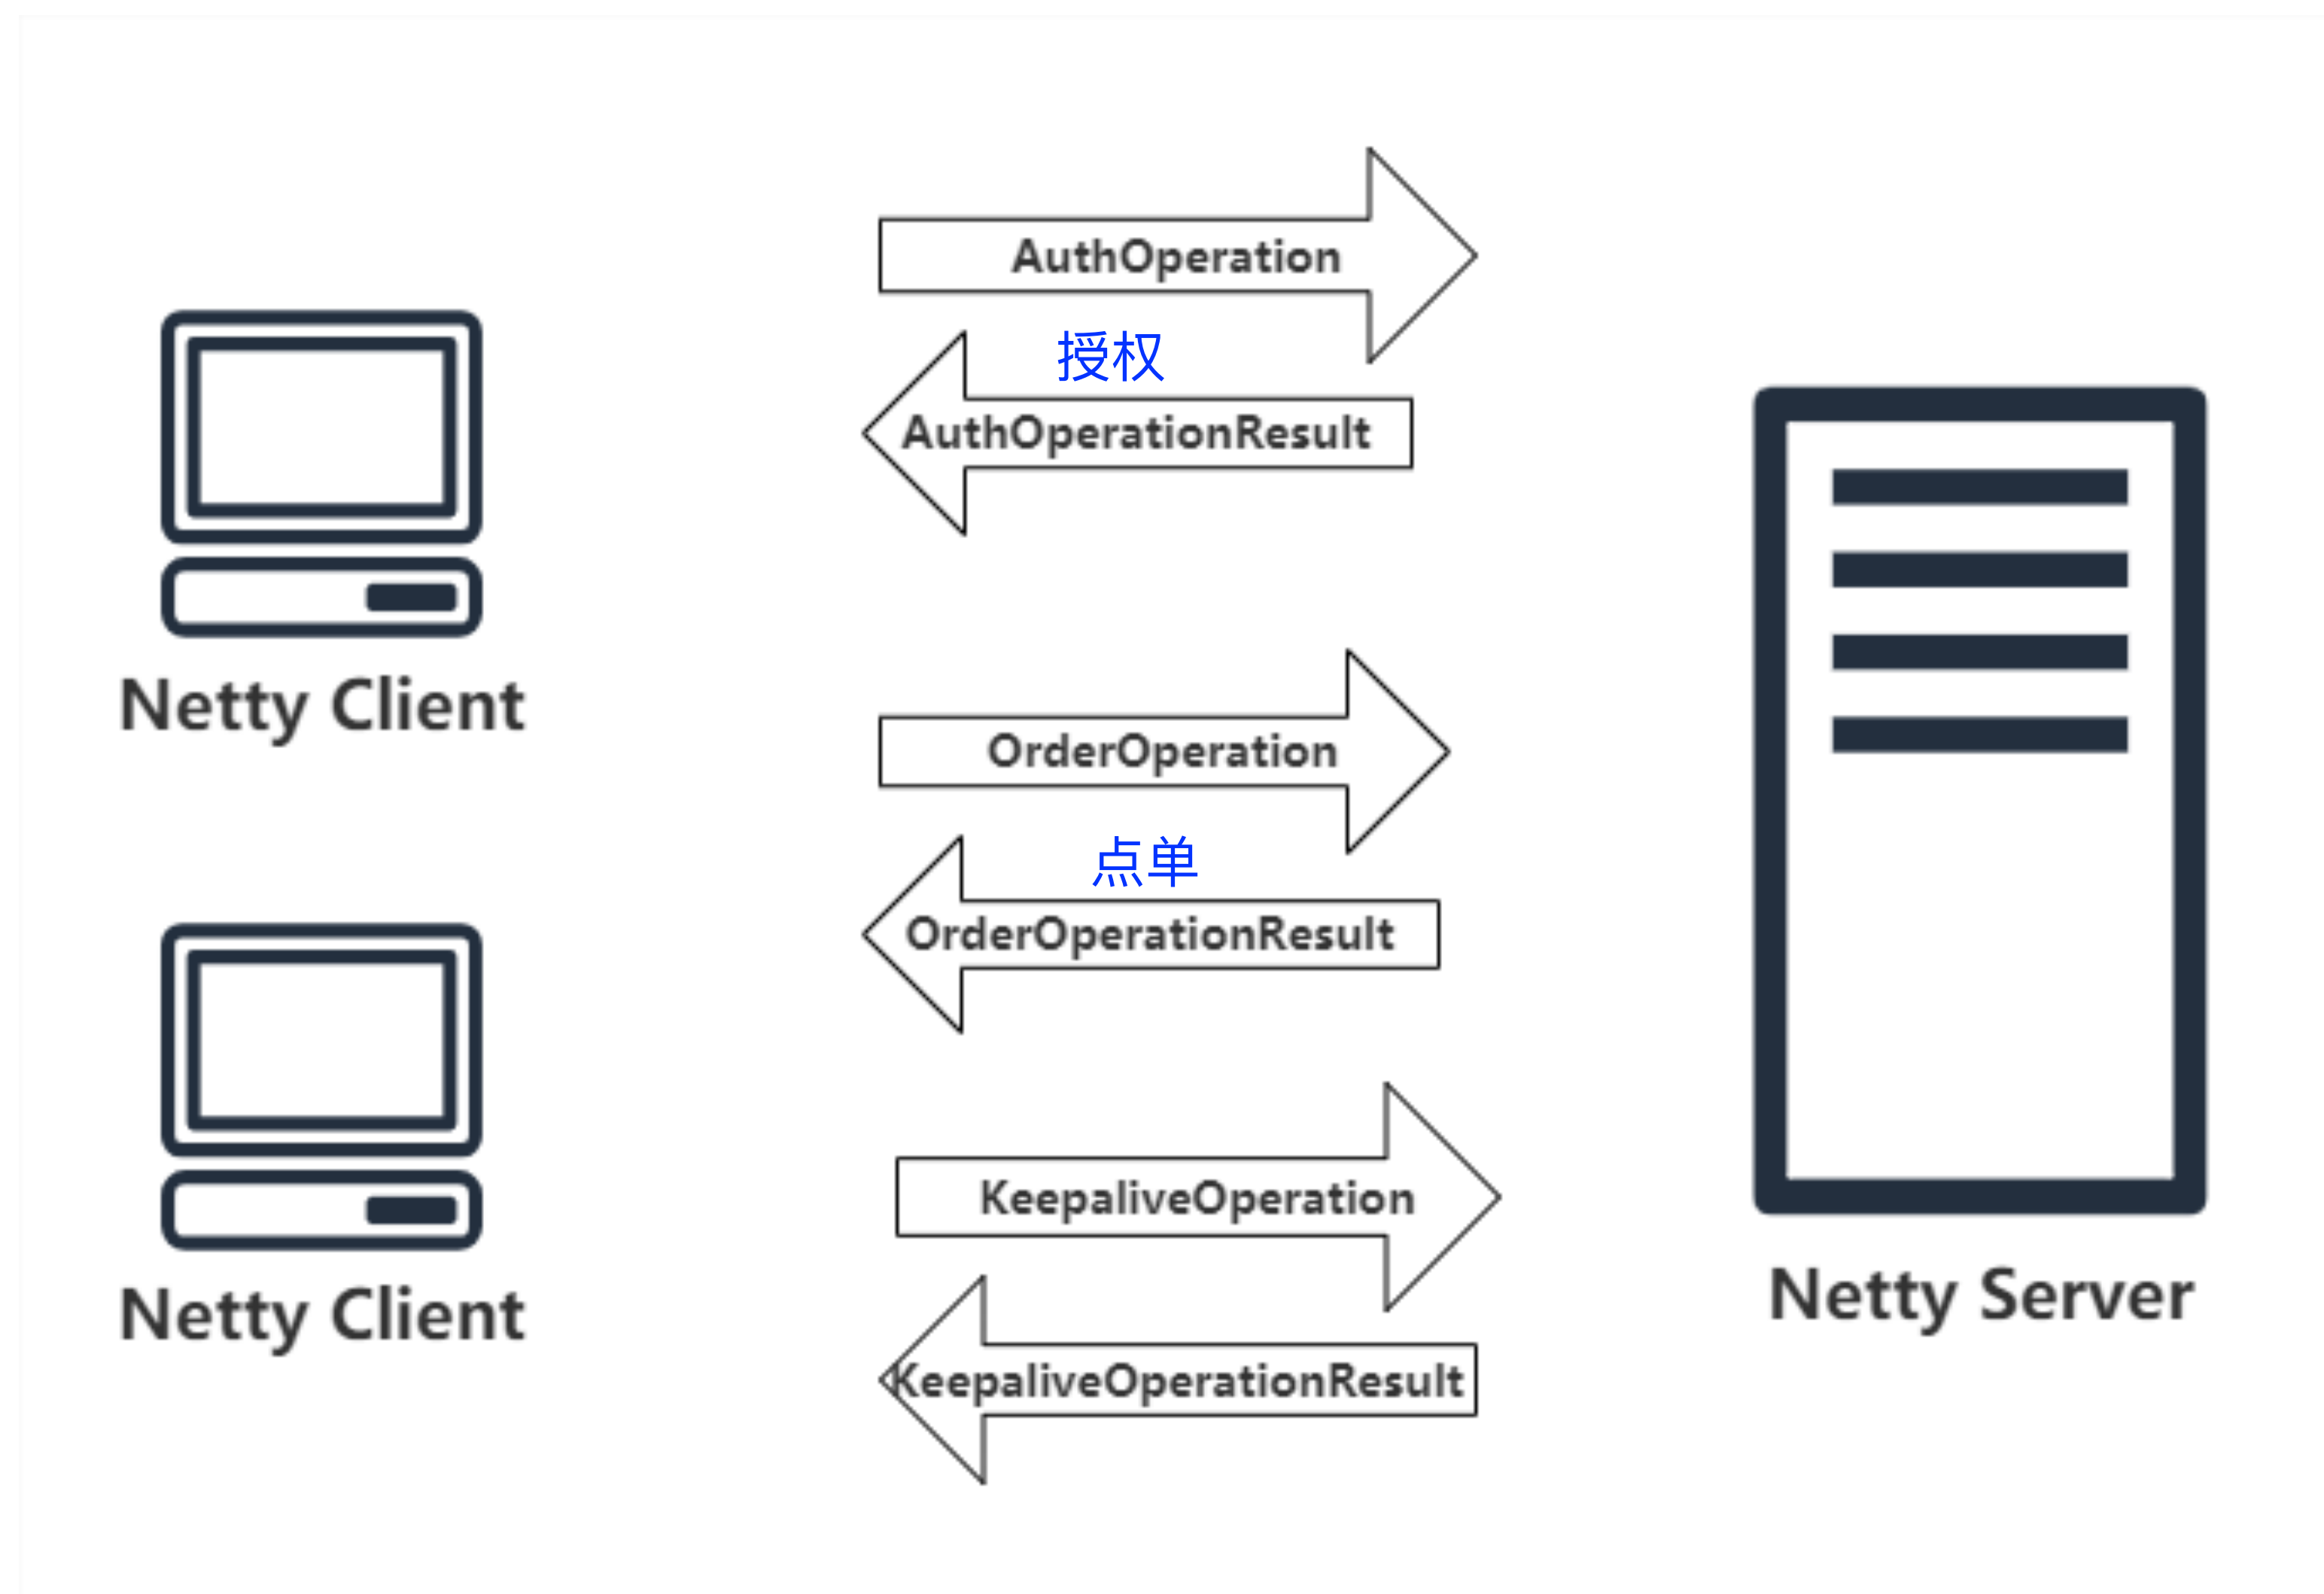 AuthOperation
授权
AuthOperationResult
Netty Client
OrderOperation
点单
OrderOperationResult
KeepaliveOperation
Netty Client
Netty Server
KeepaliveOperationResult